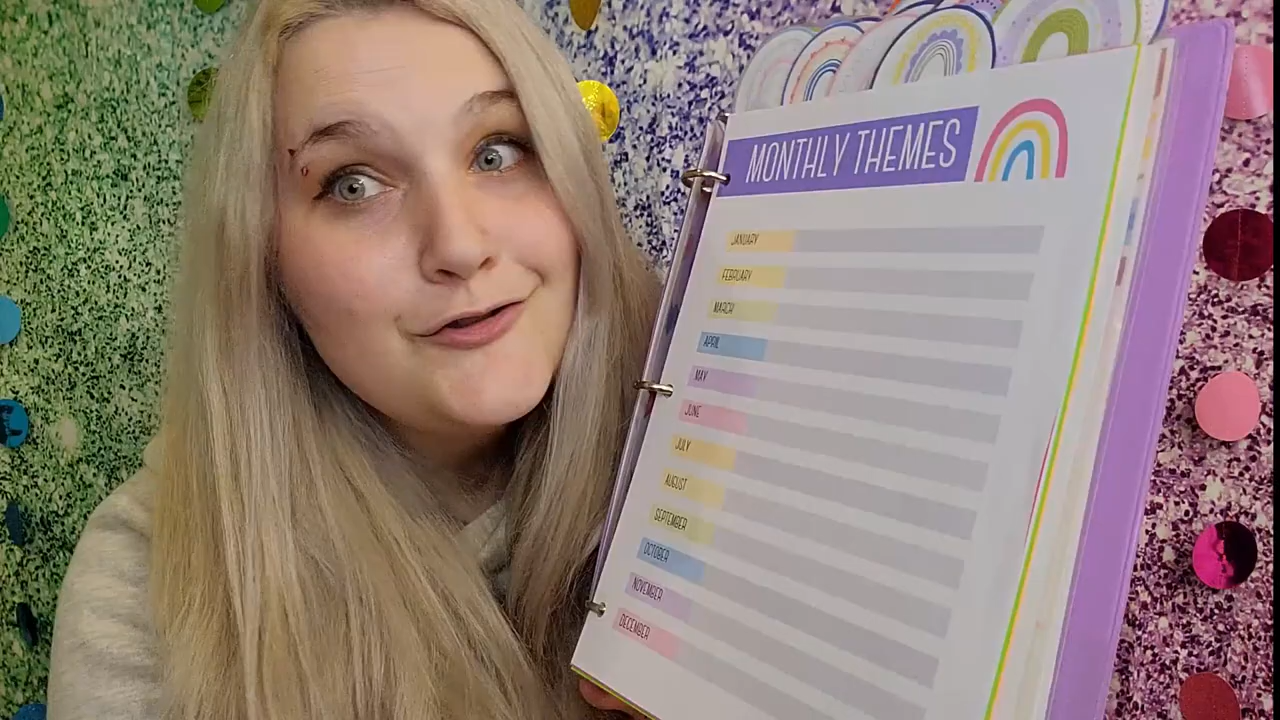 MONTHLY THEMES
JANUARY
FEBRUARY
MARCH
APRIL
MAY
JUNE
JULY
AUGUST
SEPTEMBER
OCTOBER
NOVEMBER
DECEMBER